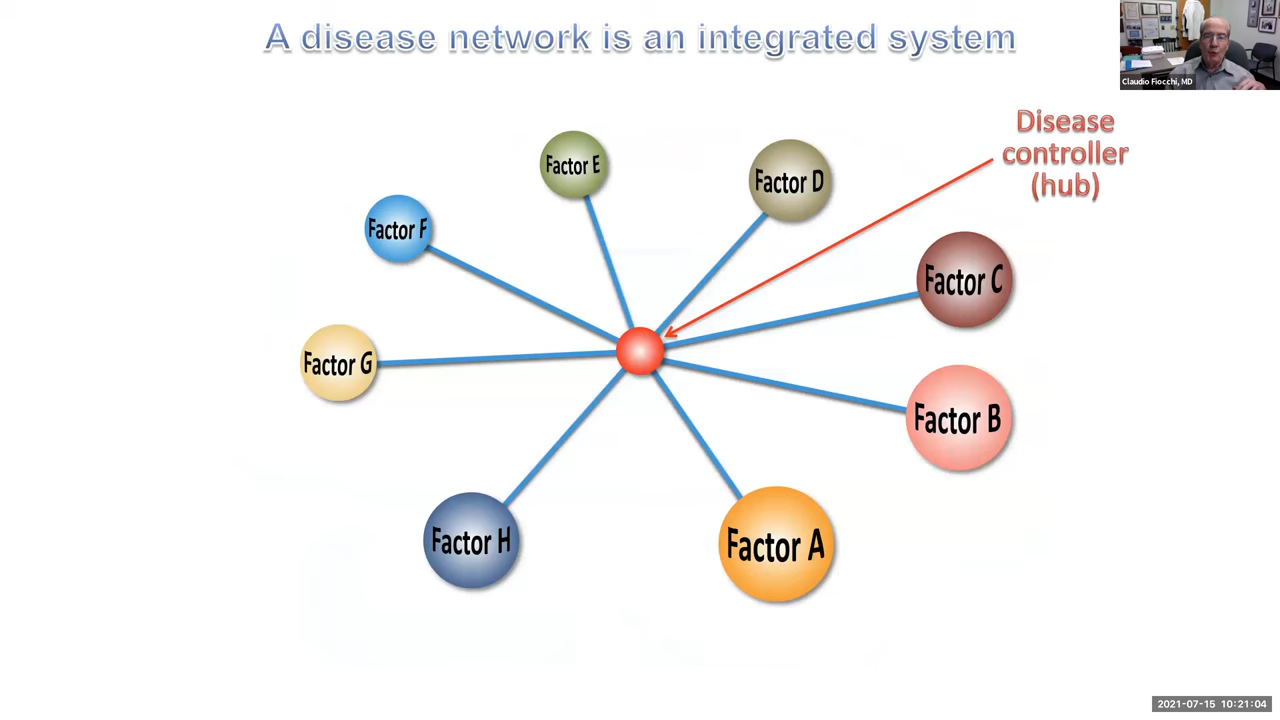 A disease network is an integrated system
Claudio Fiocchi, MD
Disease
controller
(hub)
Factor E
Factor D
Factor F
Factor C
Factor G
Factor B
Factor H
Factor A
2021-07-15 10:21:04